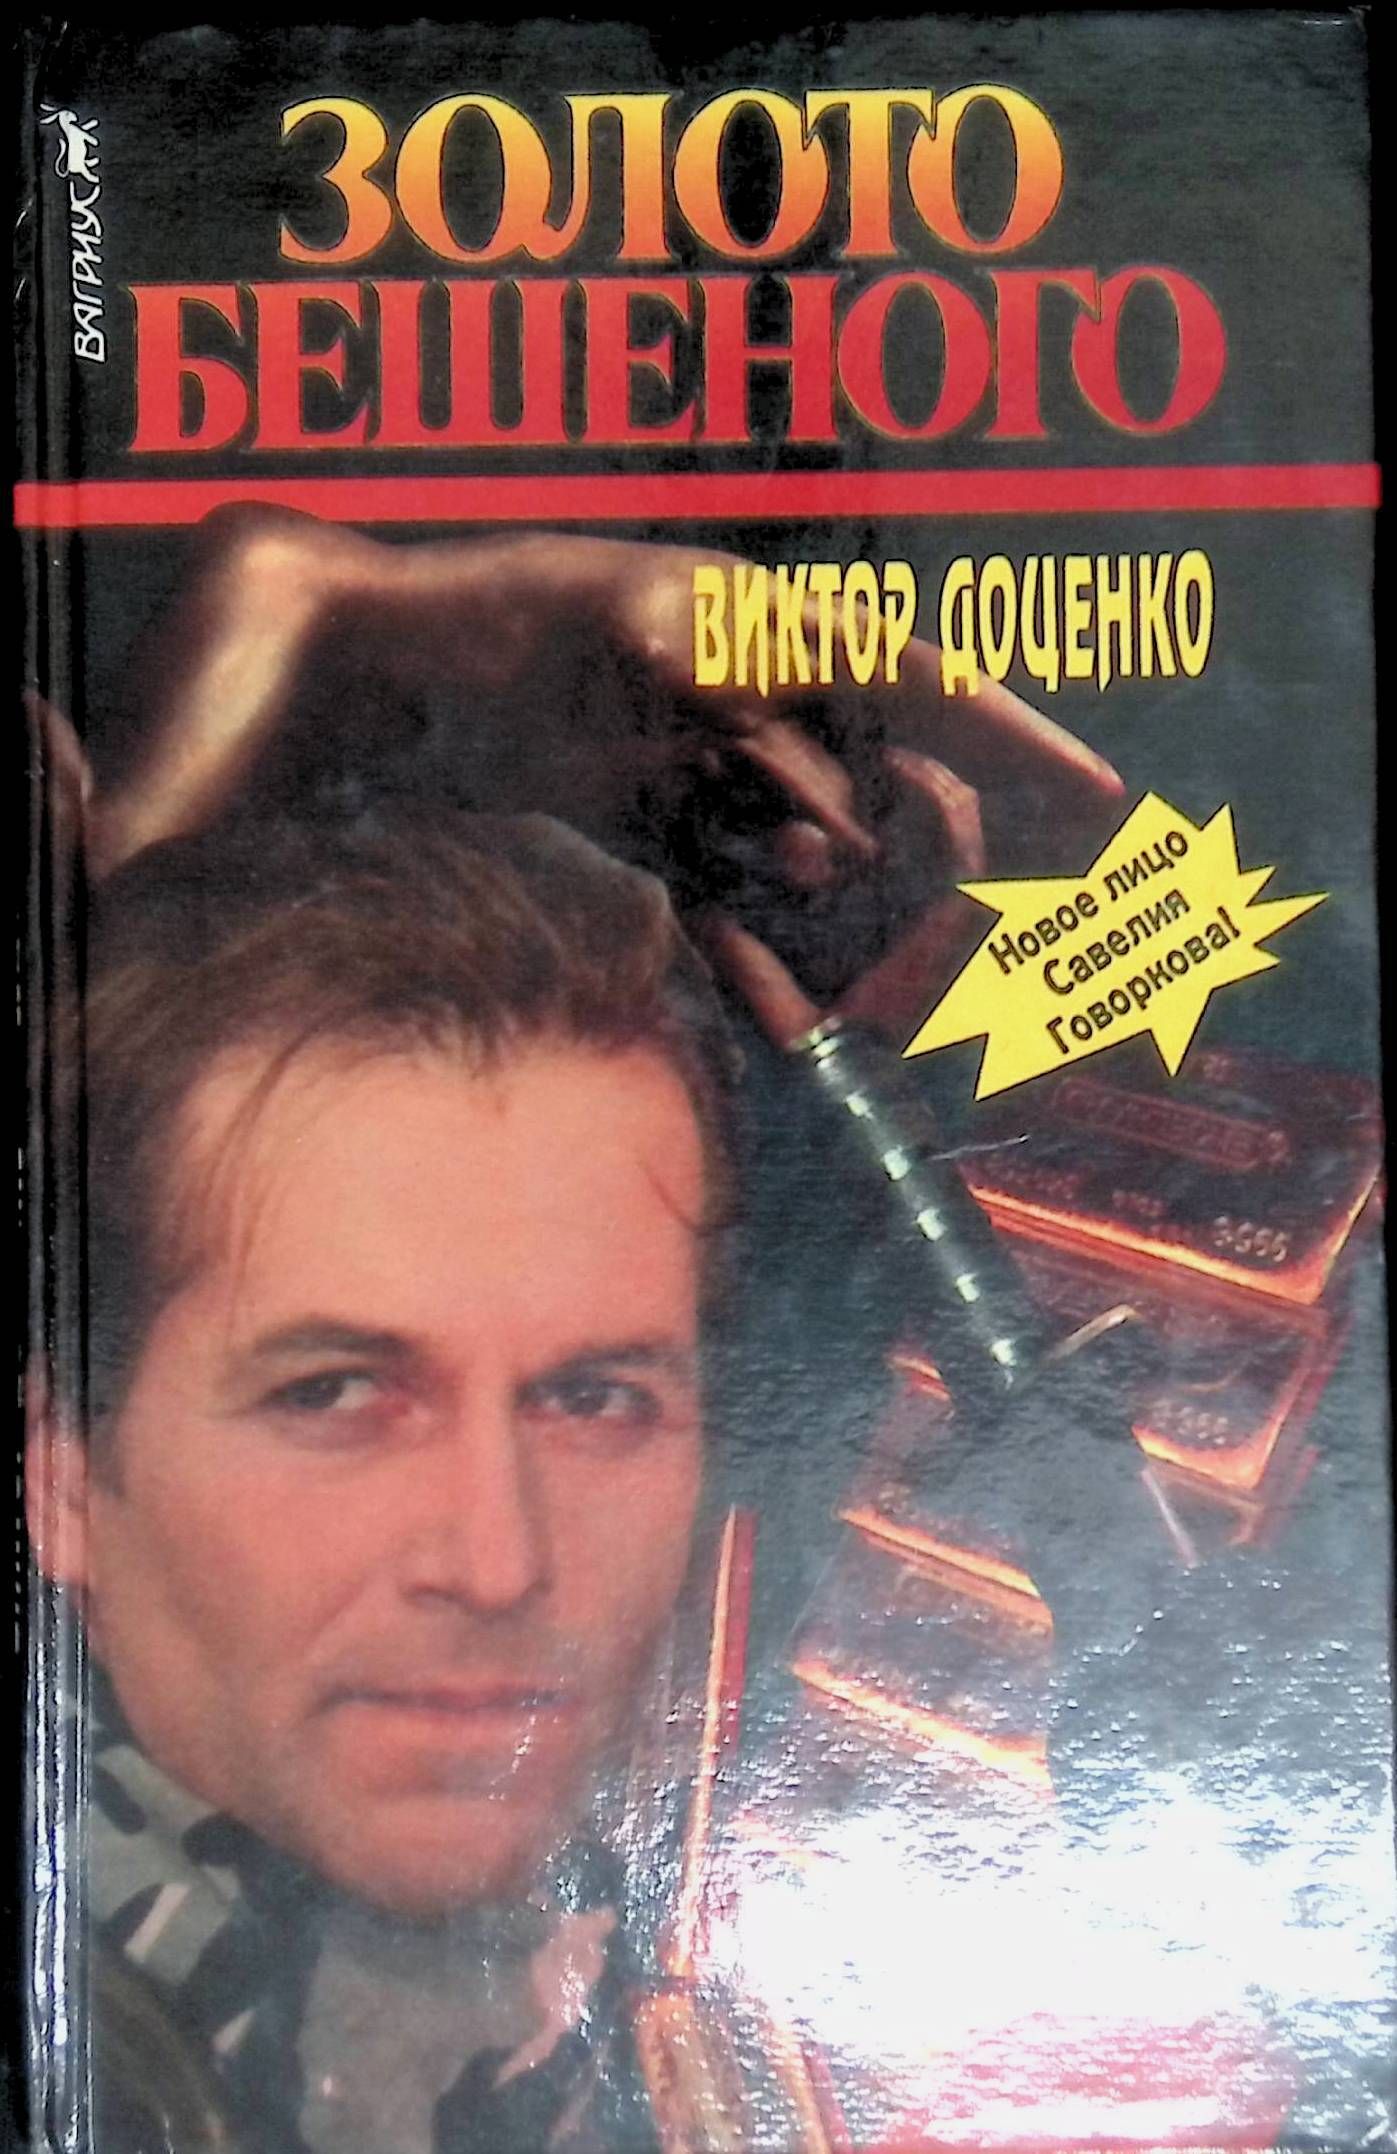 ВАГРИУС
ЗОЛОТО
БЕШЕНОГО
ВИКТОР ДОЦЕНКО
Новое лицо
Савелия
Говоркова!